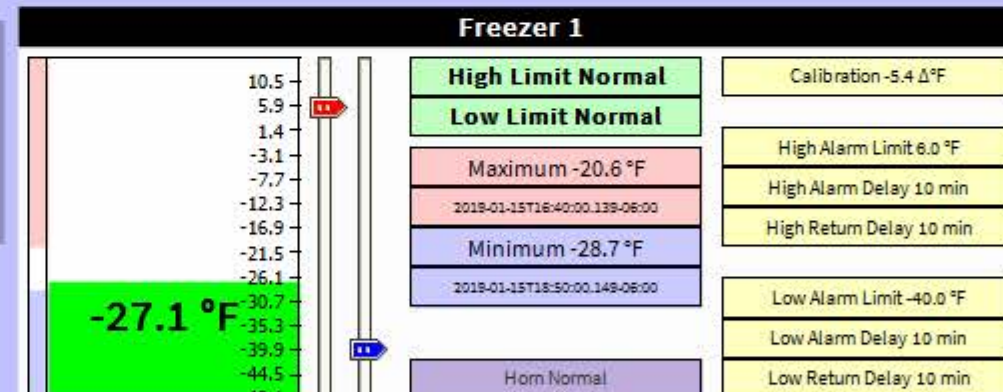 Freezer 1
10.5
5.9
1.4
-3.1
-7.7
-12.3
-16.9
-21.5
-26.1
-30.7
-35.3
-39.9
-44.5
-27.1 °F
High Limit Normal
Low Limit Normal
Maximum -20.6 °F
2019-01-15T16:40:00.139-06:00
Minimum -28.7 °F
2019-01-15T18:50:00.149-06:00
Horn Normal
Calibration -5.4 Δ°F
High Alarm Limit 6.0 °F
High Alarm Delay 10 min
High Return Delay 10 min
Low Alarm Limit -40.0 °F
Low Alarm Delay 10 min
Low Return Delay 10 min